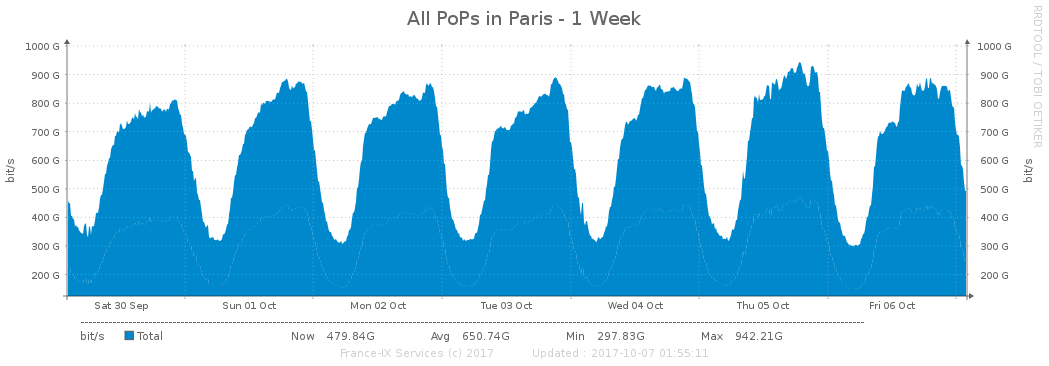 All PoPs in Paris - 1 Week
RRDTOOL / TOBI OETIKER
1000 G 1000 G
900 G 900 G
800 G 800 G
700 G 700 G
600 G 600 G
500 G 500 G
400 G 400 G
300 G 300 G
200 G 200 G
bit/s bit/s
Sat 30 Sep Sun 01 Oct Mon 02 Oct Tue 03 Oct Wed 04 Oct Thu 05 Oct Fri 06 Oct
bit/s Total Now 479.84G Avg 650.74G Min 297.83G Max 942.21G
France-IX Services (c) 2017 Updated : 2017-10-07 01:55:11